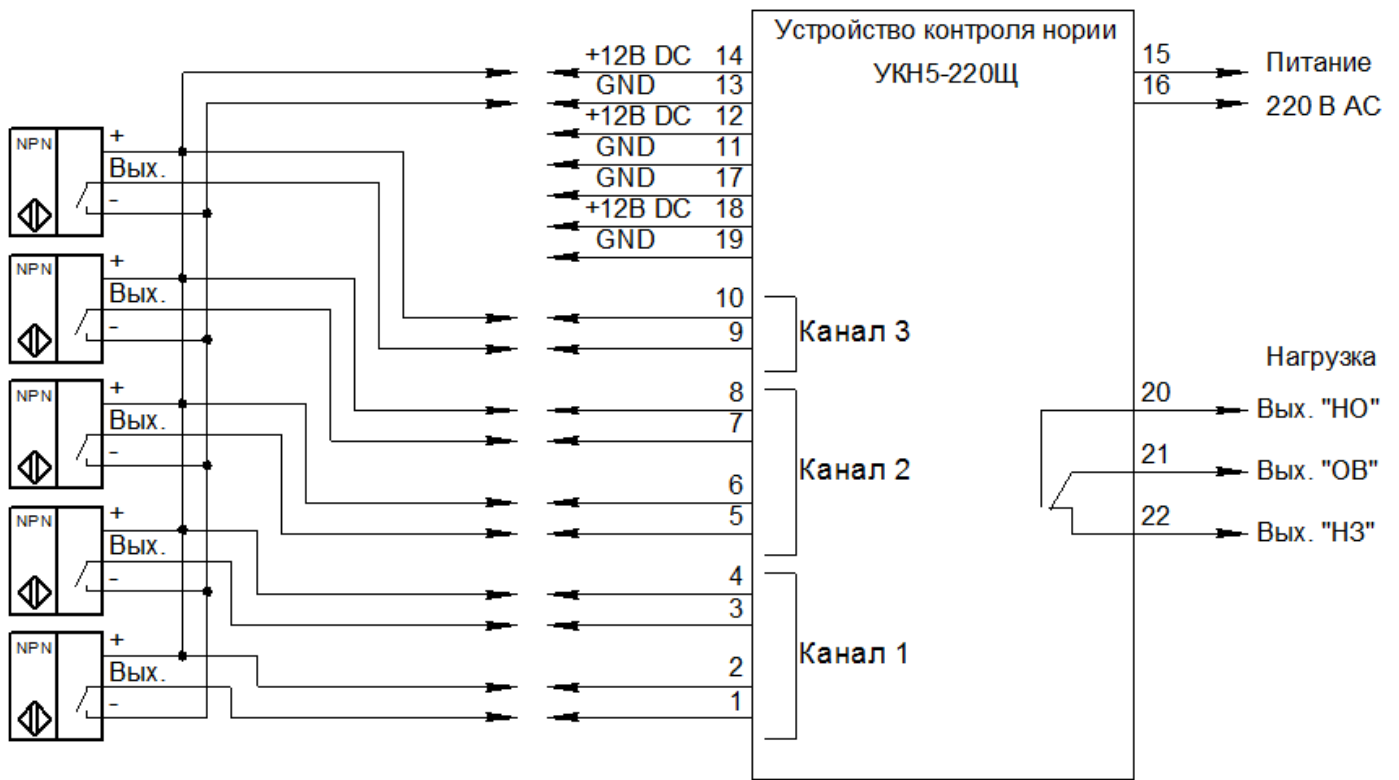 Устройство контроля нории
УКН5-220Щ
+12В DC 14
GND 13
+12В DC 12
GND 11
GND 17
+12В DC 18
GND 19
10
9
Канал 3
8
7
Канал 2
6
5
4
3
Канал 1
2
1
15
Питание
16
220 В АС
Нагрузка
20
Вых. "НО"
21
Вых. "ОВ"
22
Вых. "НЗ"
NPN
+
Вых.
-
NPN
+
Вых.
-
NPN
+
Вых.
-
NPN
+
Вых.
-
NPN
+
Вых.
-